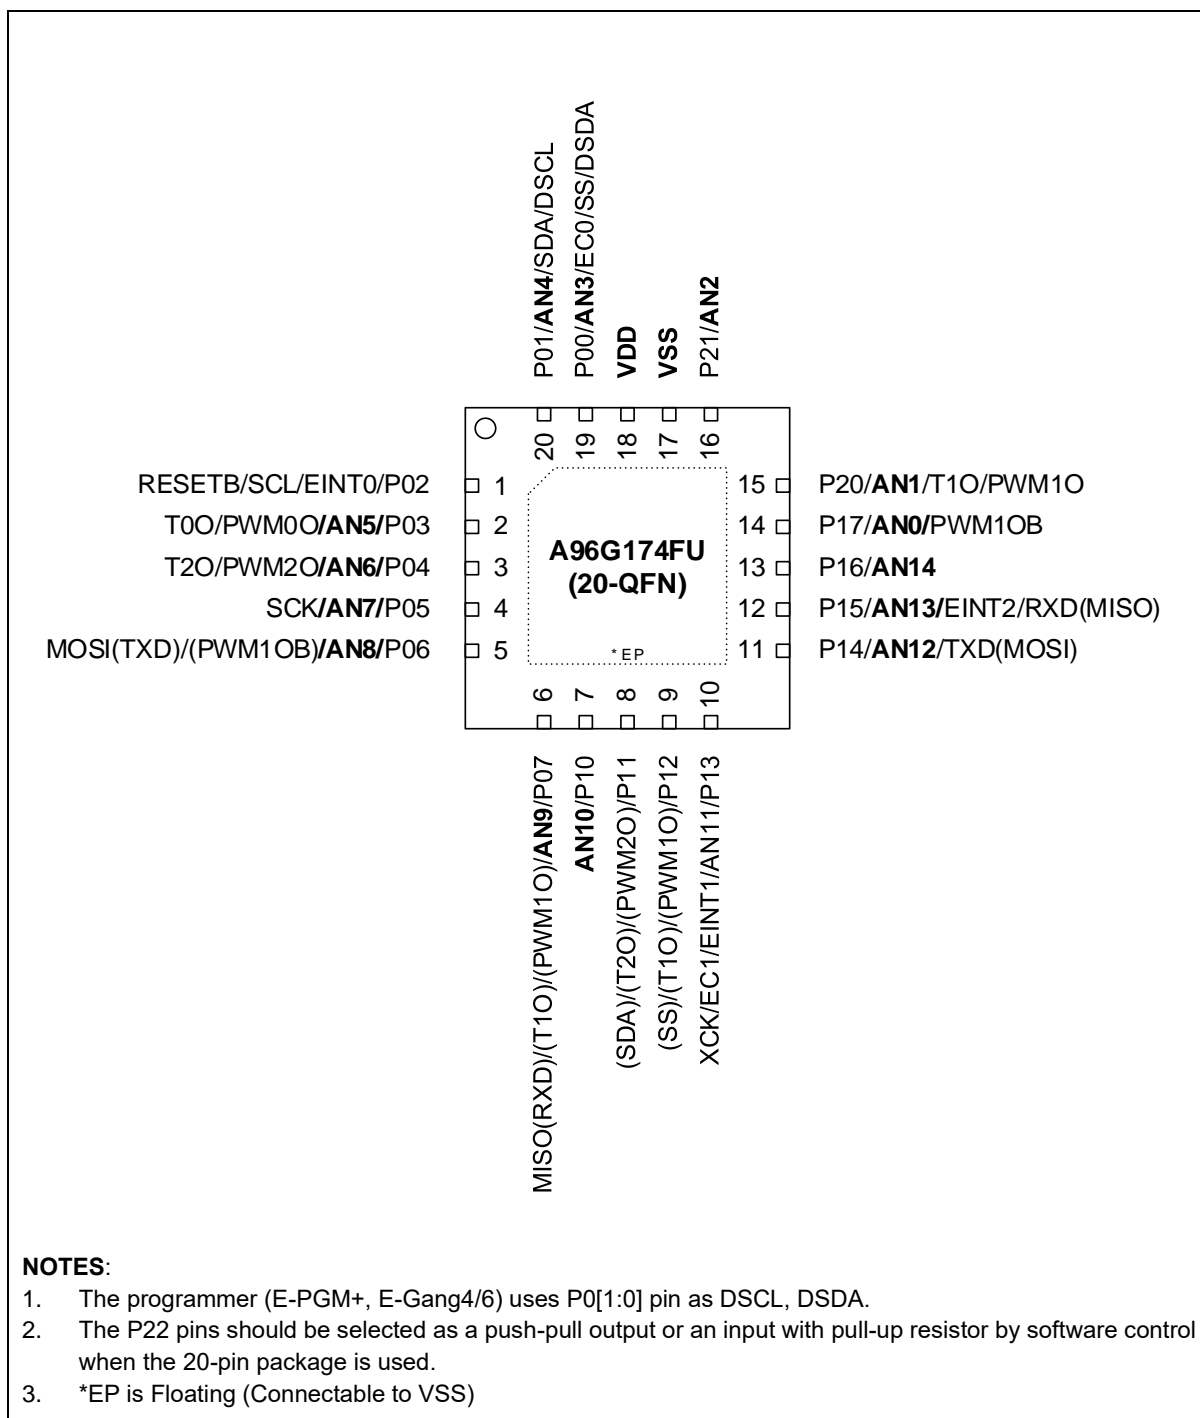 P01/AN4/SDA/DSCL
P00/AN3/EC0/SS/DSDA
VDD
VSS
P21/AN2
20
19
18
17
16
RESETB/SCL/EINT0/P02
1
T0O/PWM0O/AN5/P03
2
T2O/PWM2O/AN6/P04
3
SCK/AN7/P05
4
MOSI(TXD)/(PWM1OB)/AN8/P06
5
A96G174FU
(20-QFN)
*EP
15
P20/AN1/T1O/PWM1O
14
P17/AN0/PWM1OB
13
P16/AN14
12
P15/AN13/EINT2/RXD(MISO)
11
P14/AN12/TXD(MOSI)
6
7
8
9
10
MISO(RXD)/(T1O)/(PWM1O)/AN9/P07
AN10/P10
(SDA)/(T2O)/(PWM2O)/P11
(SS)/(T1O)/(PWM1O)/P12
XCK/EC1/EINT1/AN11/P13
NOTES:
1. The programmer (E-PGM+, E-Gang4/6) uses P0[1:0] pin as DSCL, DSDA.
2. The P22 pins should be selected as a push-pull output or an input with pull-up resistor by software control
when the 20-pin package is used.
3. *EP is Floating (Connectable to VSS)